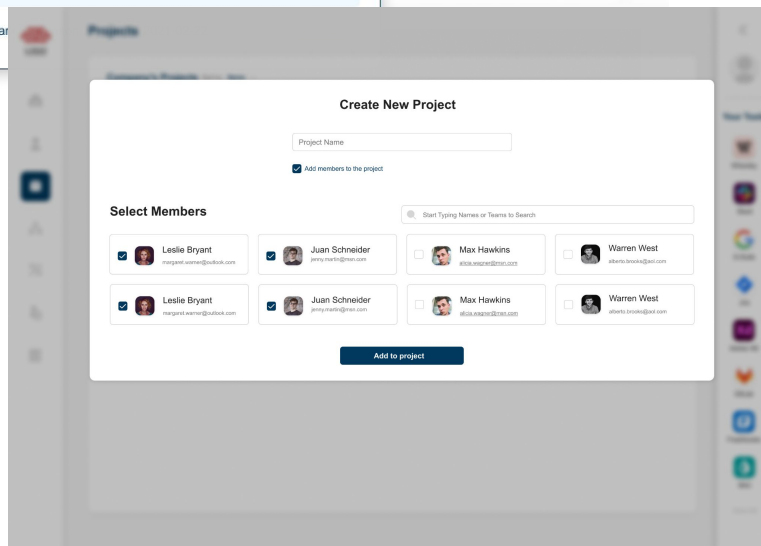 Projects
Create New Project
Project Name
Add members to the project
Select Members
Start Typing Names or Teams to Search
Leslie Bryant
margaret.warner@outlook.com
Juan Schneider
jenny.martin@msn.com
Max Hawkins
alicia.wagner@msn.com
Warren West
alberto.brooks@aol.com
Leslie Bryant
margaret.warner@outlook.com
Juan Schneider
jenny.martin@msn.com
Max Hawkins
alicia.wagner@msn.com
Warren West
alberto.brooks@aol.com
Add to project